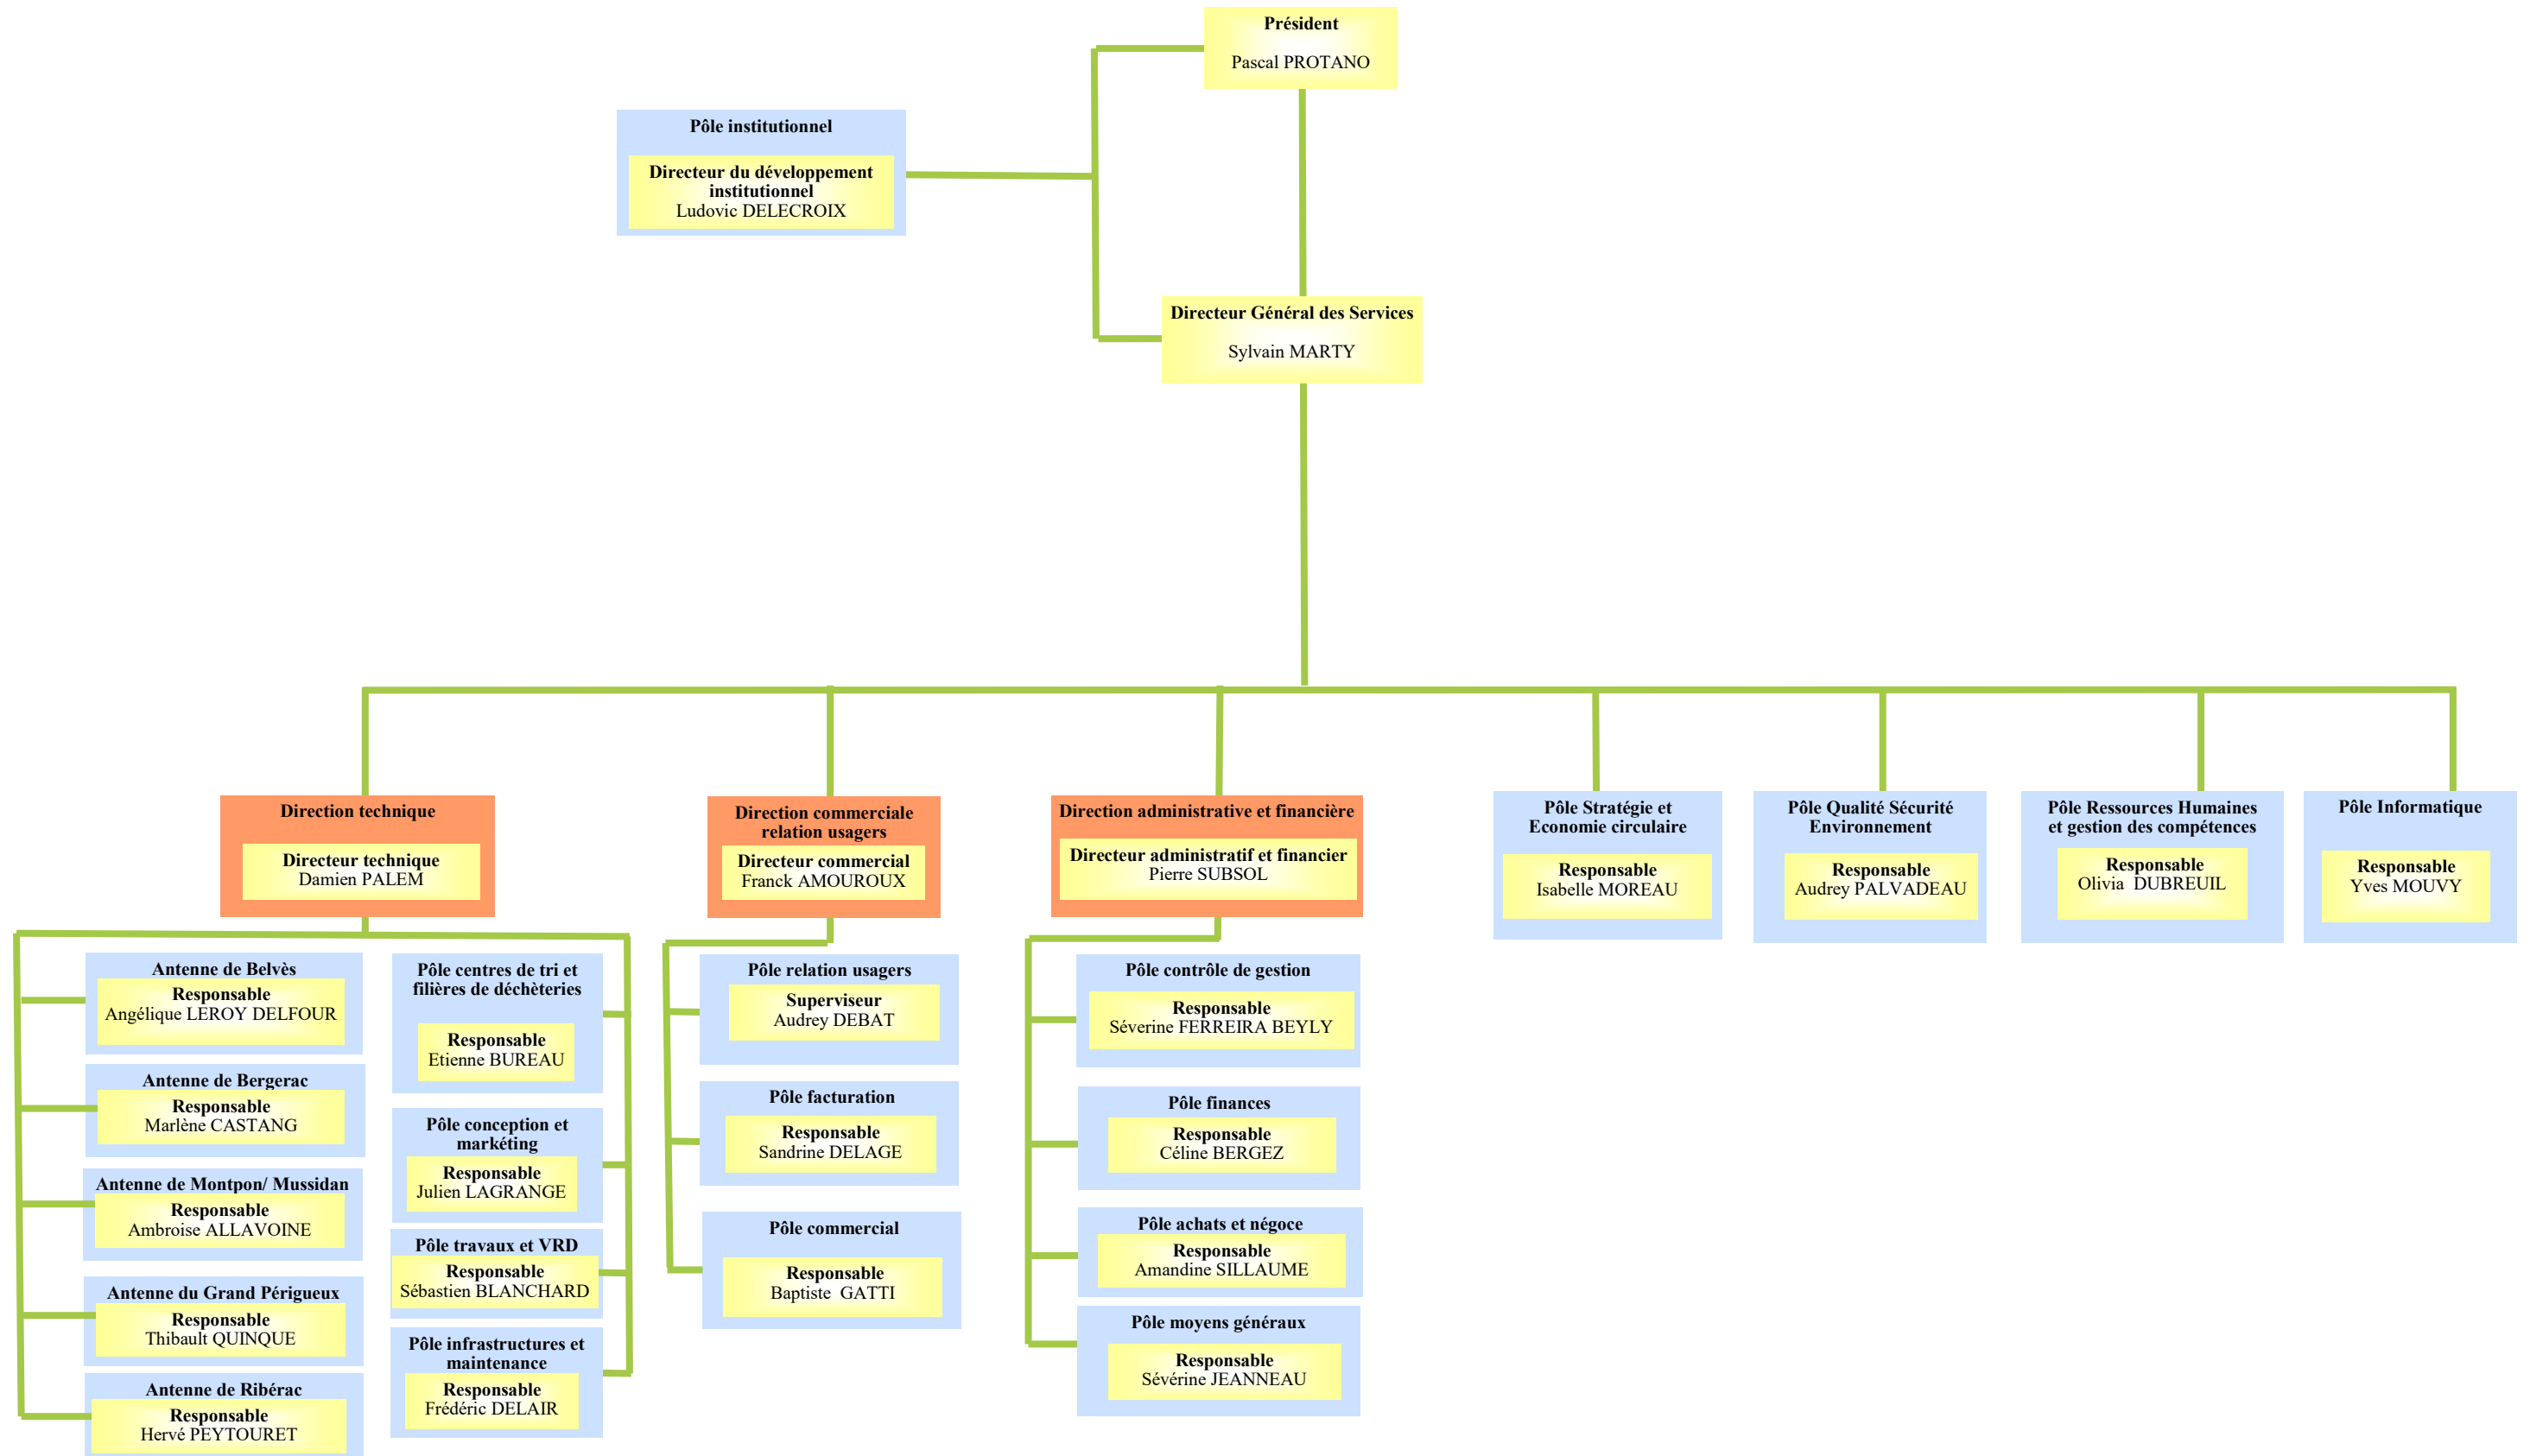 Président
Pascal PROTANO
Pôle institutionnel
Directeur du développement
institutionnel
Ludovic DELECROIX
Directeur Général des Services
Sylvain MARTY
Direction technique
Directeur technique
Damien PALEM
Direction commerciale
relation usagers
Directeur commercial
Franck AMOUROUX
Direction administrative et financière
Directeur administratif et financier
Pierre SUBSOL
Pôle Stratégie et
Economie circulaire
Responsable
Isabelle MOREAU
Pôle Qualité Sécurité
Environnement
Responsable
Audrey PALVADEAU
Pôle Ressources Humaines
et gestion des compétences
Responsable
Olivia DUBREUIL
Pôle Informatique
Responsable
Yves MOUVY
Antenne de Belvès
Responsable
Angélique LEROY DELFOUR
Antenne de Bergerac
Responsable
Marlène CASTANG
Antenne de Montpon/ Mussidan
Responsable
Ambroise ALLAVOINE
Antenne du Grand Périgueux
Responsable
Thibault QUINQUE
Antenne de Ribérac
Responsable
Hervé PEYTOURET
Pôle centres de tri et
filières de déchèteries
Responsable
Etienne BUREAU
Pôle conception et
markéting
Responsable
Julien LAGRANGE
Pôle travaux et VRD
Responsable
Sébastien BLANCHARD
Pôle infrastructures et
maintenance
Responsable
Frédéric DELAIR
Pôle relation usagers
Superviseur
Audrey DEBAT
Pôle facturation
Responsable
Sandrine DELAGE
Pôle commercial
Responsable
Baptiste GATTI
Pôle contrôle de gestion
Responsable
Séverine FERREIRA BEYLY
Pôle finances
Responsable
Céline BERGEZ
Pôle achats et négoce
Responsable
Amandine SILLAUME
Pôle moyens généraux
Responsable
Sévérine JEANNEAU